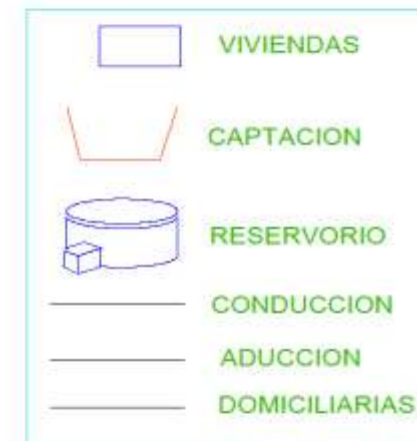 VIVIENDAS
CAPTACION
RESERVORIO
CONDUCCION
ADUCCION
DOMICILIARIAS